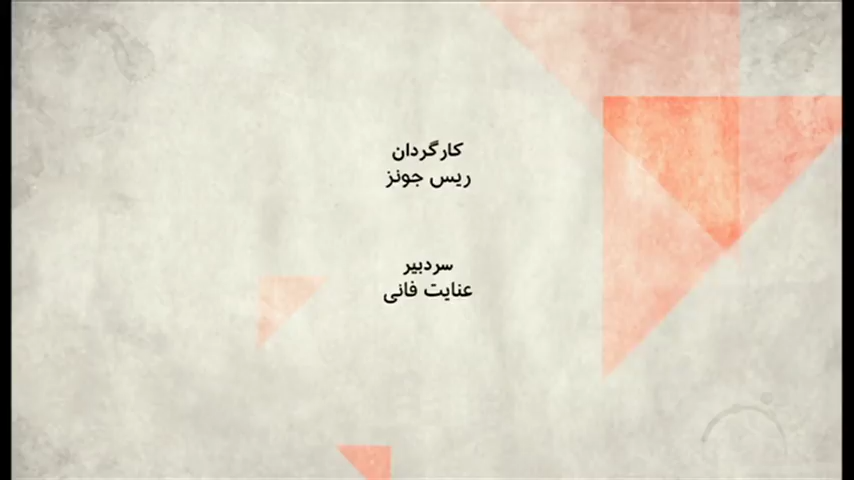 کارگردان
ریس جونز
سردبیر
عنایت فانی